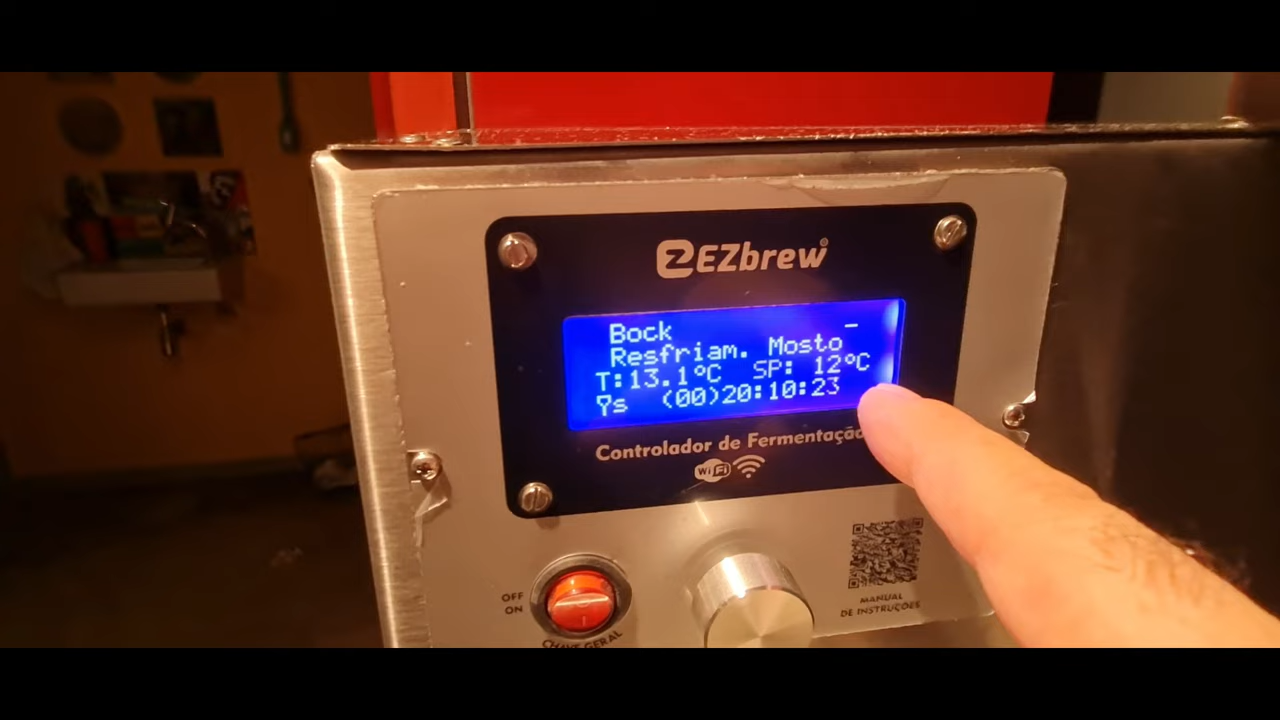 EZbrew®
Bock
Resfriam. Mosto
T:13.1ºC SP: 12ºC
s (00)20:10:23
Controlador de Fermentação
WiFi
OFF
ON
CHAVE GERAL
MANUAL
DE INSTRUÇÕES